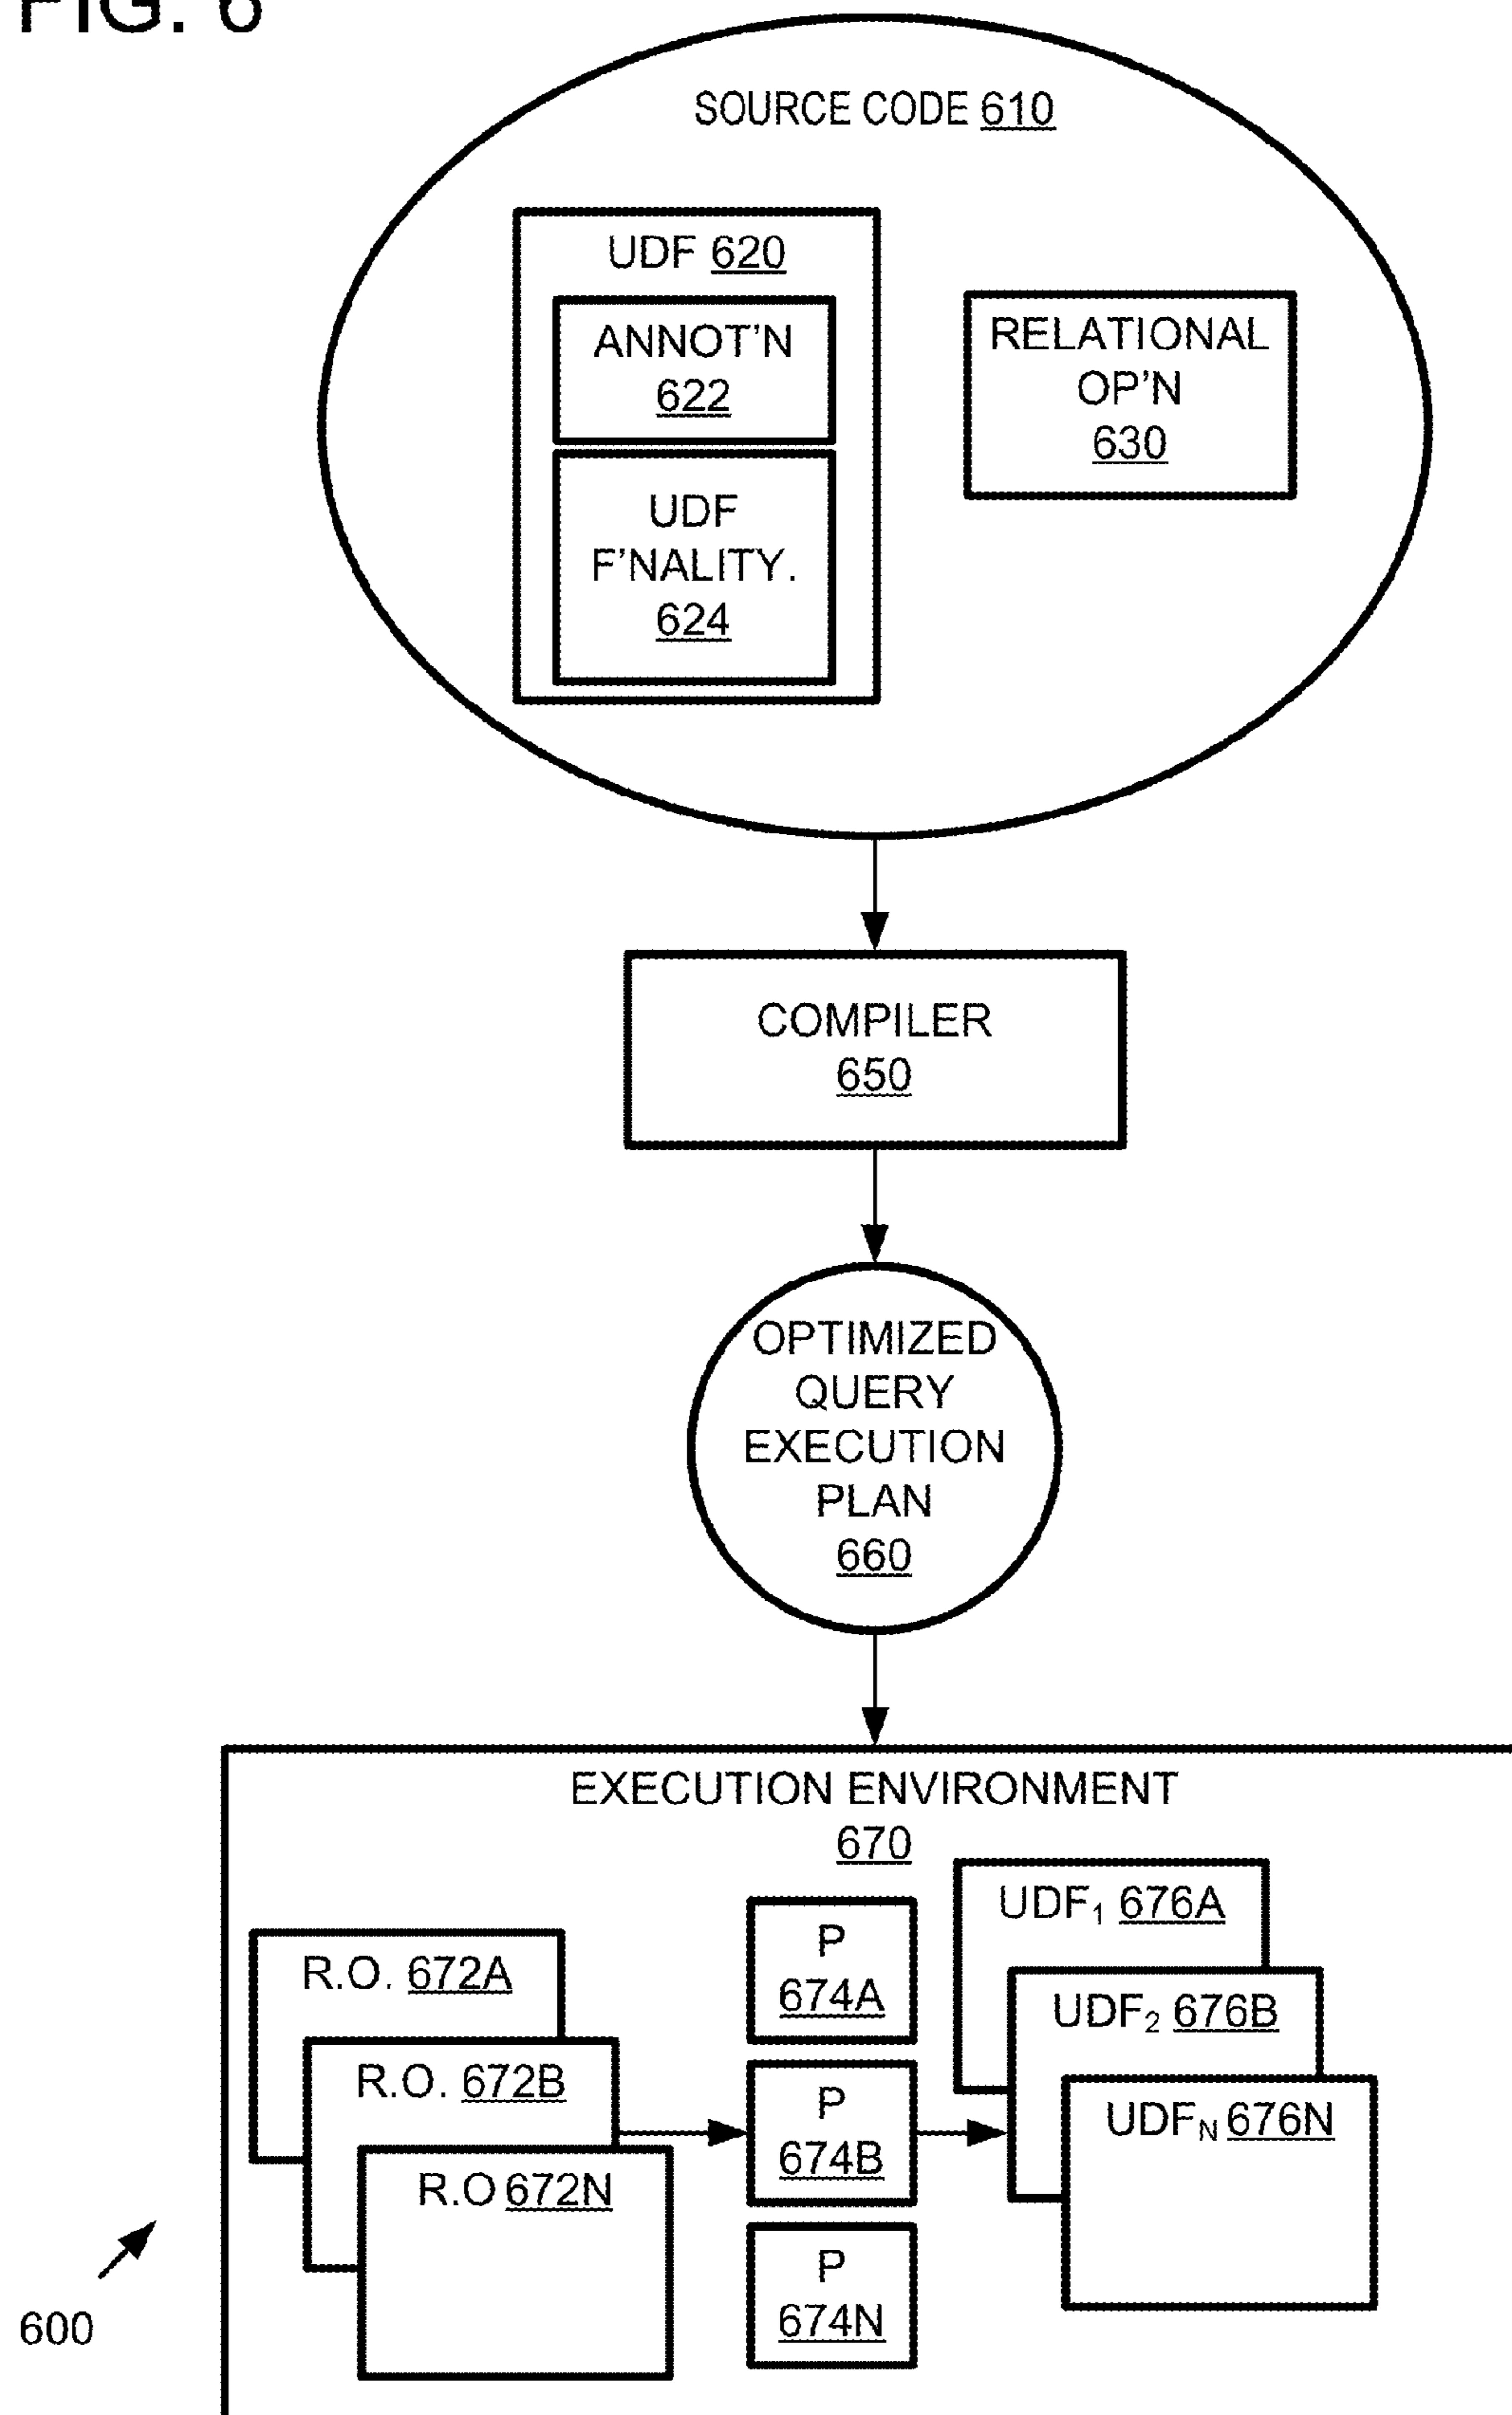 FIG. 6
SOURCE CODE 610
UDF 620
ANNOT'N
622
UDF
F'NALITY.
624
RELATIONAL
OP'N
630
COMPILER
650
OPTIMIZED
QUERY
EXECUTION
PLAN
660
EXECUTION ENVIRONMENT
670
R.O. 672A
R.O. 672B
R.O 672N
P
674A
P
674B
P
674N
UDF₁ 676A
UDF₂ 676B
UDF_N 676N
600